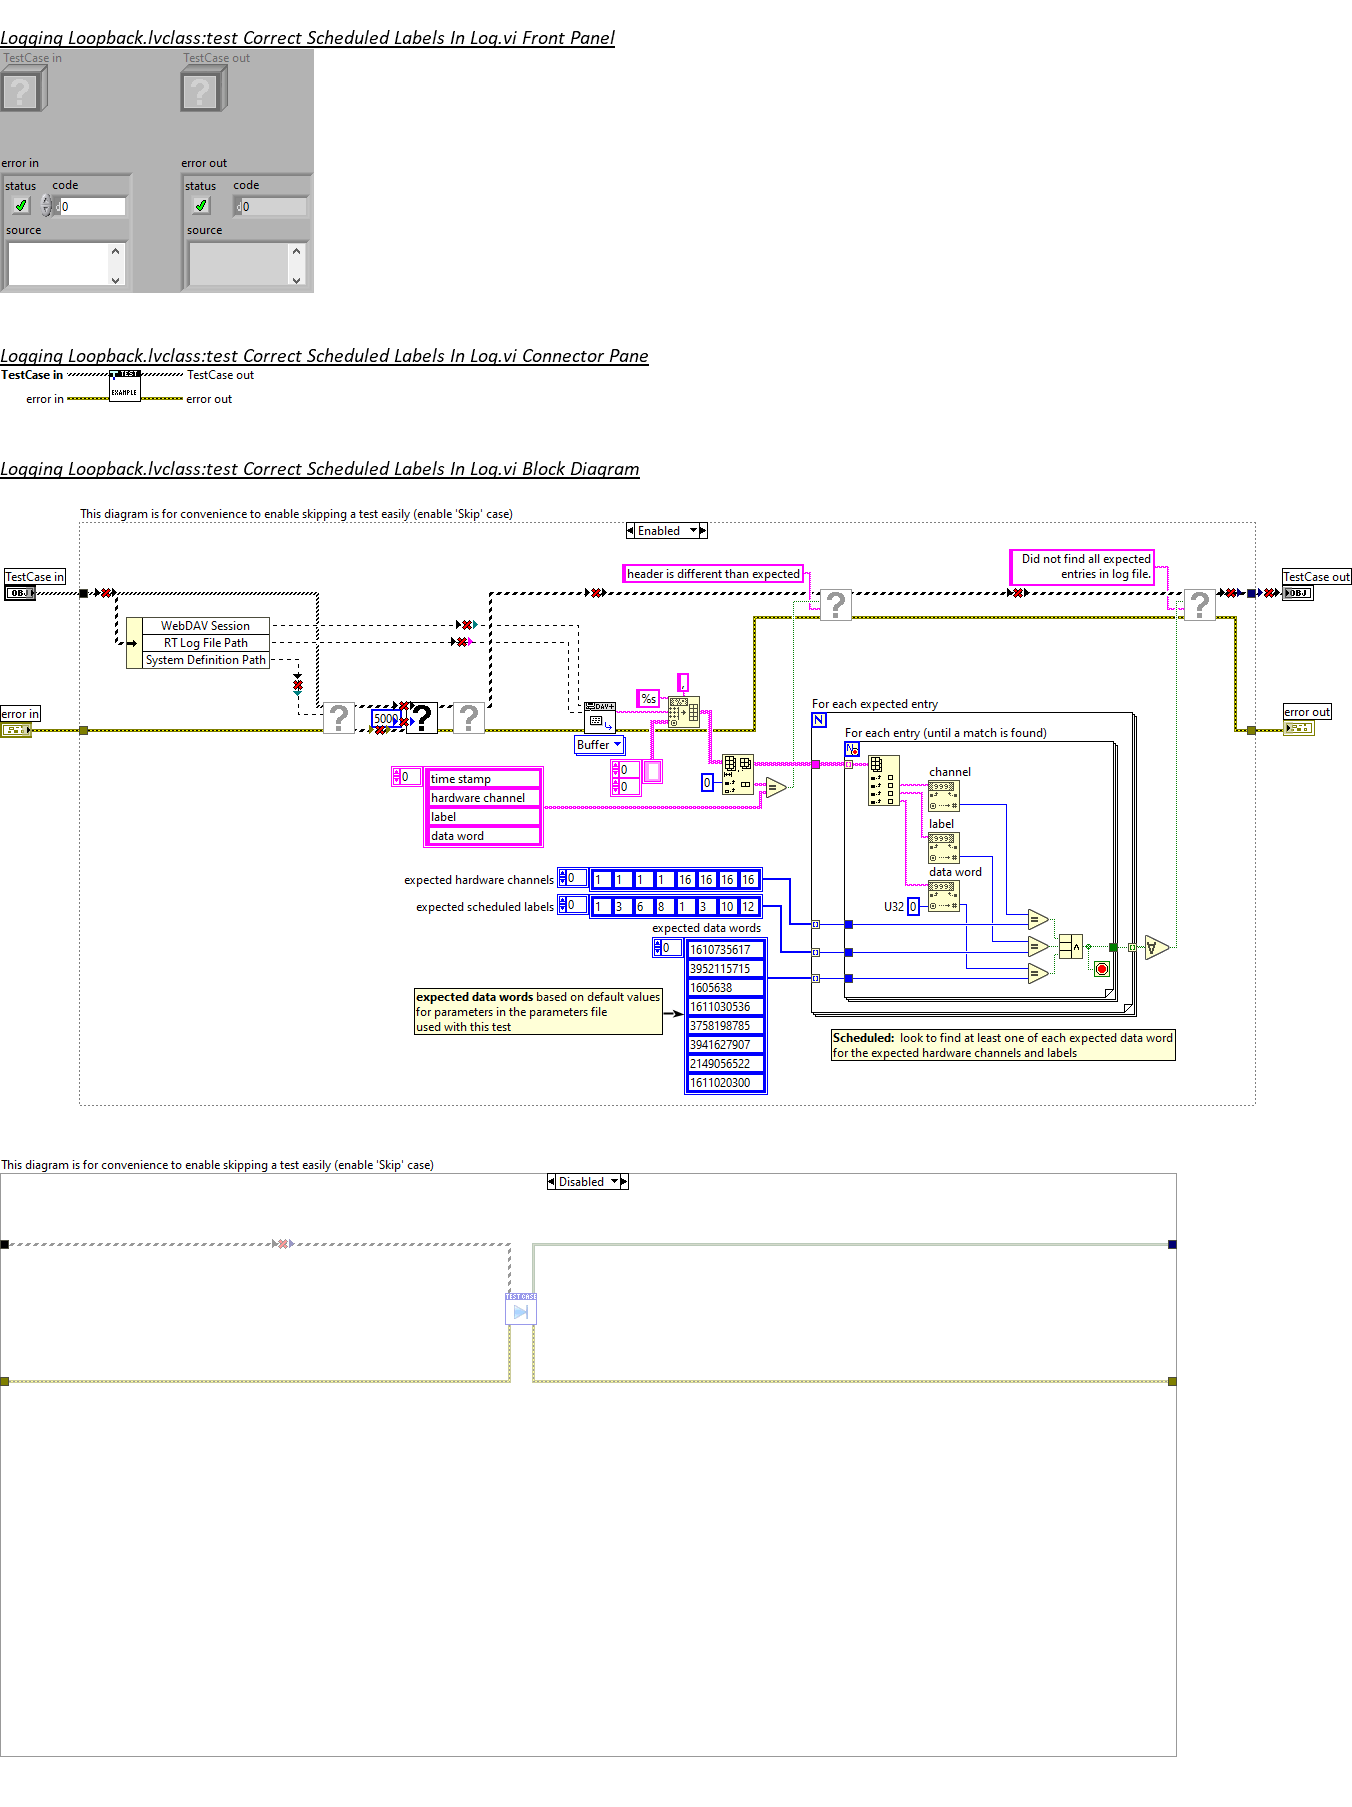 Logging Loopback.lvclass:test Correct Scheduled Labels In Log.vi Front Panel
TestCase in
TestCase out
error in
error out
status
code
status
code
0
0
source
source
Logging Loopback.lvclass:test Correct Scheduled Labels In Log.vi Connector Pane
TestCase in
TestCase out
TEST
EXAMPLE
error in
error out
Logging Loopback.lvclass:test Correct Scheduled Labels In Log.vi Block Diagram
This diagram is for convenience to enable skipping a test easily (enable 'Skip' case)
Enabled
TestCase in
OBJ
header is different than expected
Did not find all expected
entries in log file.
TestCase out
OBJ
WebDAV Session
RT Log File Path
System Definition Path
error in
error out
5000
DAV
Buffer
%s
,
0
0
0
time stamp
hardware channel
label
data word
0
For each expected entry
N
For each entry (until a match is found)
N
channel
label
data word
U32
0
expected hardware channels
0
1 1 1 1 16 16 16 16
expected scheduled labels
0
1 3 6 8 1 3 10 12
expected data words
0
1610735617
3952115715
1605638
1611030536
3758198785
3941627907
2149056522
1611020300
expected data words based on default values
for parameters in the parameters file
used with this test
Scheduled: look to find at least one of each expected data word
for the expected hardware channels and labels
This diagram is for convenience to enable skipping a test easily (enable 'Skip' case)
Disabled
TEST CASE